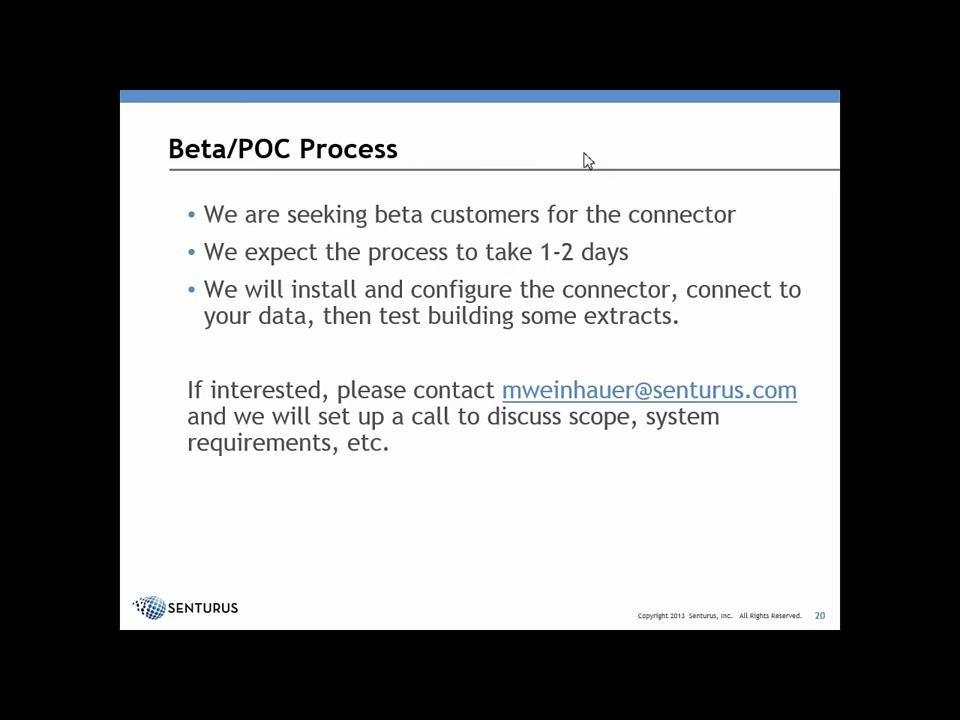 Beta/POC Process
• We are seeking beta customers for the connector
• We expect the process to take 1-2 days
• We will install and configure the connector, connect to
your data, then test building some extracts.
If interested, please contact mweinhauer@senturus.com
and we will set up a call to discuss scope, system
requirements, etc.
SENTURUS
Copyright 2013 Senturus, Inc. All Rights Reserved. 20